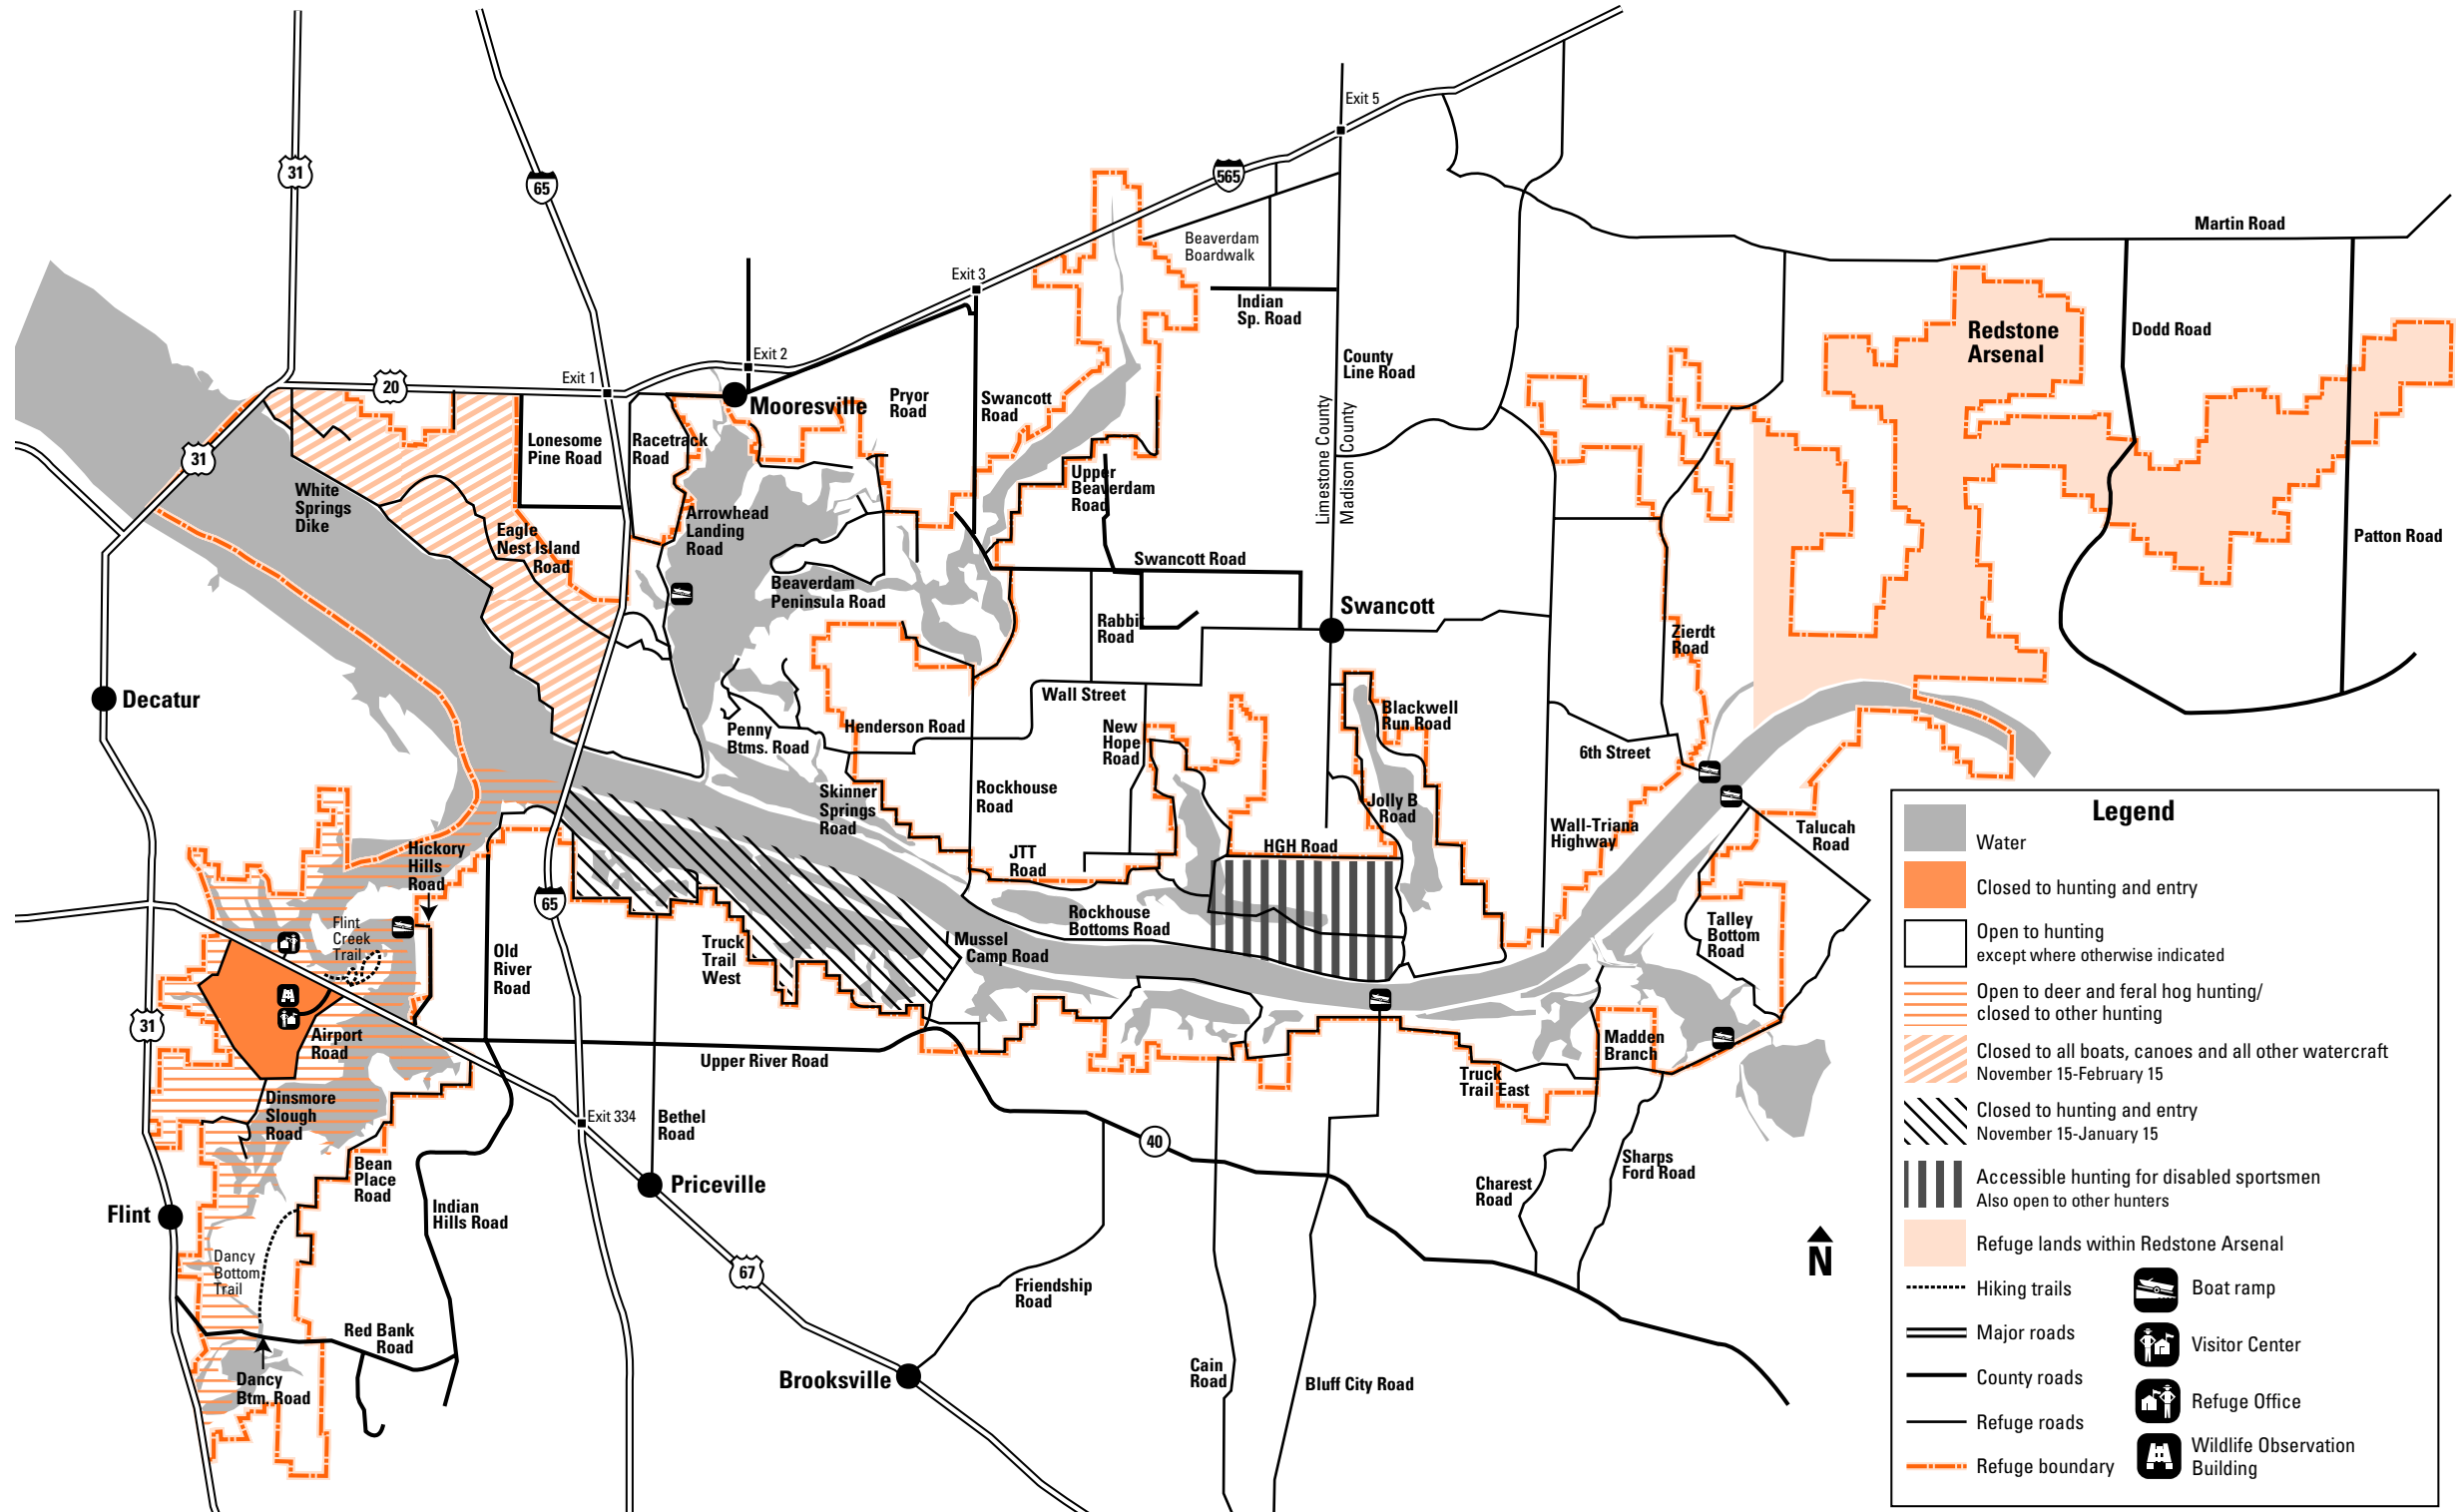 Exit 5
31
65
565
Martin Road
Beaverdam
Boardwalk
Exit 3
Indian
Sp. Road
Redstone
Arsenal
Dodd Road
Exit 2
County
Line Road
Exit 1
20
Mooresville
Pryor
Road
Swancott
Road
Limestone County
Madison County
Lonesome
Pine Road
Racetrack
Road
31
White
Springs
Dike
Upper
Beaverdam
Road
Arrowhead
Landing
Road
Eagle
Nest Island
Road
Patton Road
Swancott Road
Beaverdam
Peninsula Road
Swancott
Rabbit
Road
Zierdt
Road
Decatur
Wall Street
Henderson Road
Penny
Btms. Road
New
Hope
Road
Blackwell
Run Road
6th Street
Skinner
Springs
Road
Rockhouse
Road
Jolly B
Road
Wall-Triana
Highway
Talucah
Road
Hickory
Hills
Road
JTT
Road
HGH Road
65
Flint
Creek
Trail
Rockhouse
Bottoms Road
Talley
Bottom
Road
Old
River
Road
Truck
Trail
West
Mussel
Camp Road
31
Airport
Road
Upper River Road
Madden
Branch
Truck
Trail East
Dinsmore
Slough
Road
Exit 334
Bethel
Road
40
Bean
Place
Road
Sharps
Ford Road
Charest
Road
Priceville
Flint
Indian
Hills Road
Dancy
Bottom
Trail
67
Friendship
Road
N
Red Bank
Road
Dancy
Btm. Road
Brooksville
Cain
Road
Bluff City Road
Legend
Water
Closed to hunting and entry
Open to hunting
except where otherwise indicated
Open to deer and feral hog hunting/
closed to other hunting
Closed to all boats, canoes and all other watercraft
November 15-February 15
Closed to hunting and entry
November 15-January 15
Accessible hunting for disabled sportsmen
Also open to other hunters
Refuge lands within Redstone Arsenal
Hiking trails
Major roads
County roads
Refuge roads
Refuge boundary
Boat ramp
Visitor Center
Refuge Office
Wildlife Observation
Building